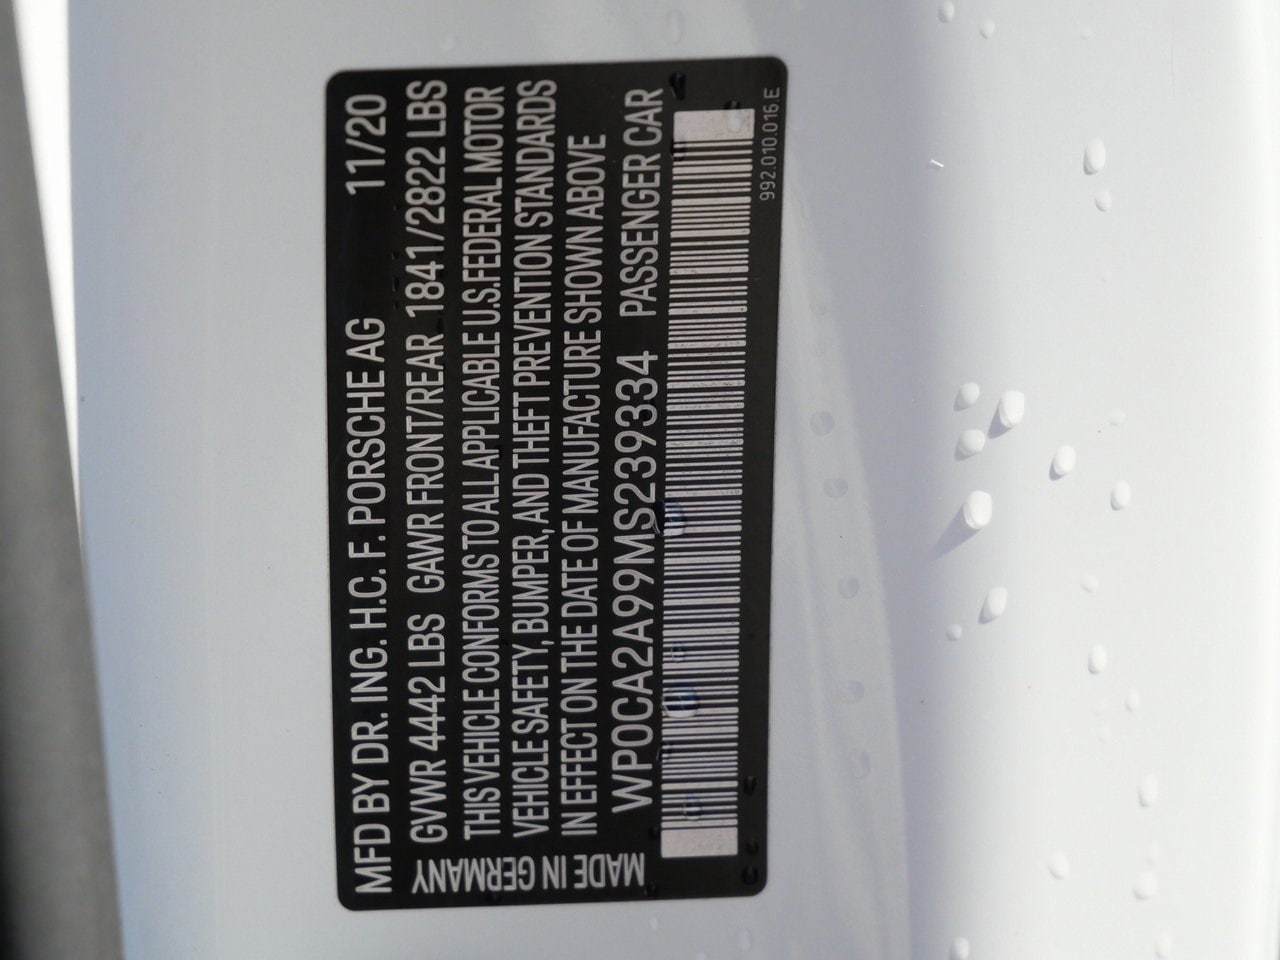 MFD BY DR. ING. H.C. F. PORSCHE AG 11/20
GVWR 4442 LBS GAWR FRONT/REAR 1841/2822 LBS
THIS VEHICLE CONFORMS TO ALL APPLICABLE U.S.FEDERAL MOTOR
VEHICLE SAFETY, BUMPER, AND THEFT PREVENTION STANDARDS
IN EFFECT ON THE DATE OF MANUFACTURE SHOWN ABOVE
WP0CA2A99MS239334 PASSENGER CAR
MADE IN GERMANY
992.010.016.E